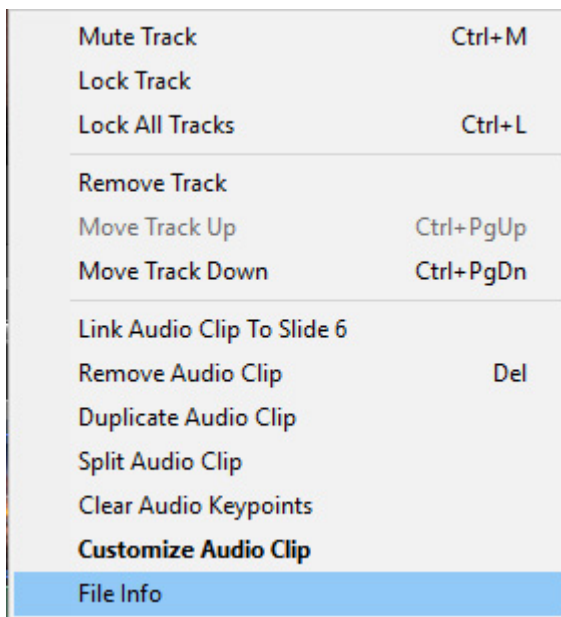 Mute Track Ctrl+M
Lock Track
Lock All Tracks Ctrl+L
Remove Track
Move Track Up Ctrl+PgUp
Move Track Down Ctrl+PgDn
Link Audio Clip To Slide 6
Remove Audio Clip Del
Duplicate Audio Clip
Split Audio Clip
Clear Audio Keypoints
Customize Audio Clip
File Info